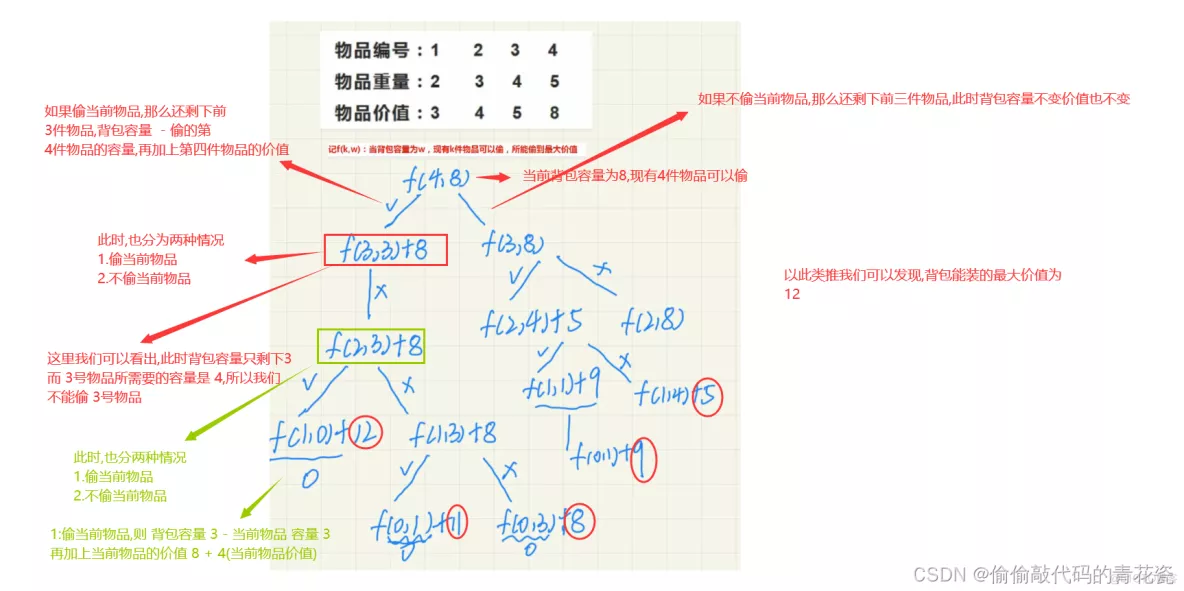 物品编号：1 2 3 4
物品重量：2 3 4 5
物品价值：3 4 5 8
记f(k,w)：当背包容量为w，现有k件物品可以偷，所能偷到最大价值
如果偷当前物品,那么还剩下前
3件物品,背包容量 - 偷的第
4件物品的容量,再加上第四件物品的价值
如果不偷当前物品,那么还剩下前三件物品,此时背包容量不变价值也不变
f(4,8)
当前背包容量为8,现有4件物品可以偷
此时,也分为两种情况
1.偷当前物品
2.不偷当前物品
f(3,3)+8
f(3,8)
以此类推我们可以发现,背包能装的最大价值为
12
f(2,4)+5
f(2,8)
这里我们可以看出,此时背包容量只剩下3
而 3号物品所需要的容量是 4,所以我们
不能偷 3号物品
f(2,3)+8
f(1,1)+9
f(1,4)+5
f(1,0)+12
0
f(1,3)+8
f(0,1)+9
此时,也分两种情况
1.偷当前物品
2.不偷当前物品
1:偷当前物品,则 背包容量 3 - 当前物品 容量 3
再加上当前物品的价值 8 + 4(当前物品价值)
f(0,1)+11
0
f(0,3)+8
0
CSDN @偷偷敲代码的青花瓷